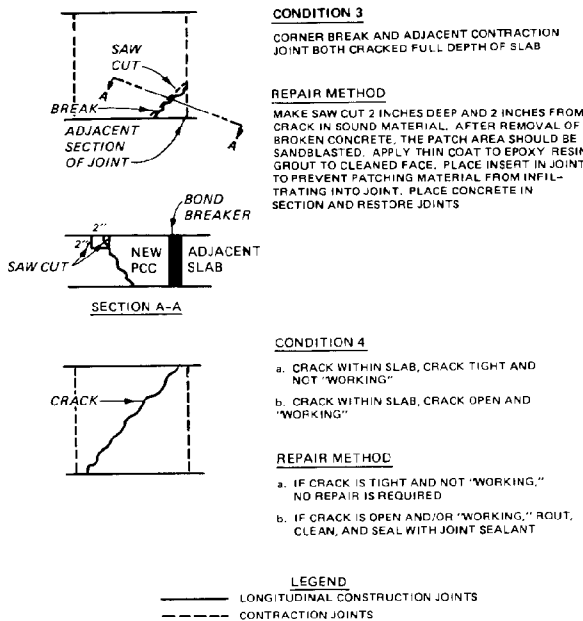 CONDITION 3
CORNER BREAK AND ADJACENT CONTRACTION
JOINT BOTH CRACKED FULL DEPTH OF SLAB
REPAIR METHOD
MAKE SAW CUT 2 INCHES DEEP AND 2 INCHES FROM
CRACK IN SOUND MATERIAL. AFTER REMOVAL OF
BROKEN CONCRETE, THE PATCH AREA SHOULD BE
SANDBLASTED. APPLY THIN COAT TO EPOXY RESIN
GROUT TO CLEANED FACE. PLACE INSERT IN JOINT
TO PREVENT PATCHING MATERIAL FROM INFIL-
TRATING INTO JOINT. PLACE CONCRETE IN
SECTION AND RESTORE JOINTS
SAW
CUT
A
BREAK
ADJACENT
SECTION
OF JOINT
A
BOND
BREAKER
2"
2"
SAW CUT
NEW
PCC
ADJACENT
SLAB
SECTION A-A
CONDITION 4
a. CRACK WITHIN SLAB, CRACK TIGHT AND
NOT "WORKING"
b. CRACK WITHIN SLAB, CRACK OPEN AND
"WORKING"
CRACK
REPAIR METHOD
a. IF CRACK IS TIGHT AND NOT "WORKING,"
NO REPAIR IS REQUIRED
b. IF CRACK IS OPEN AND/OR "WORKING," ROUT,
CLEAN, AND SEAL WITH JOINT SEALANT
LEGEND
LONGITUDINAL CONSTRUCTION JOINTS
CONTRACTION JOINTS